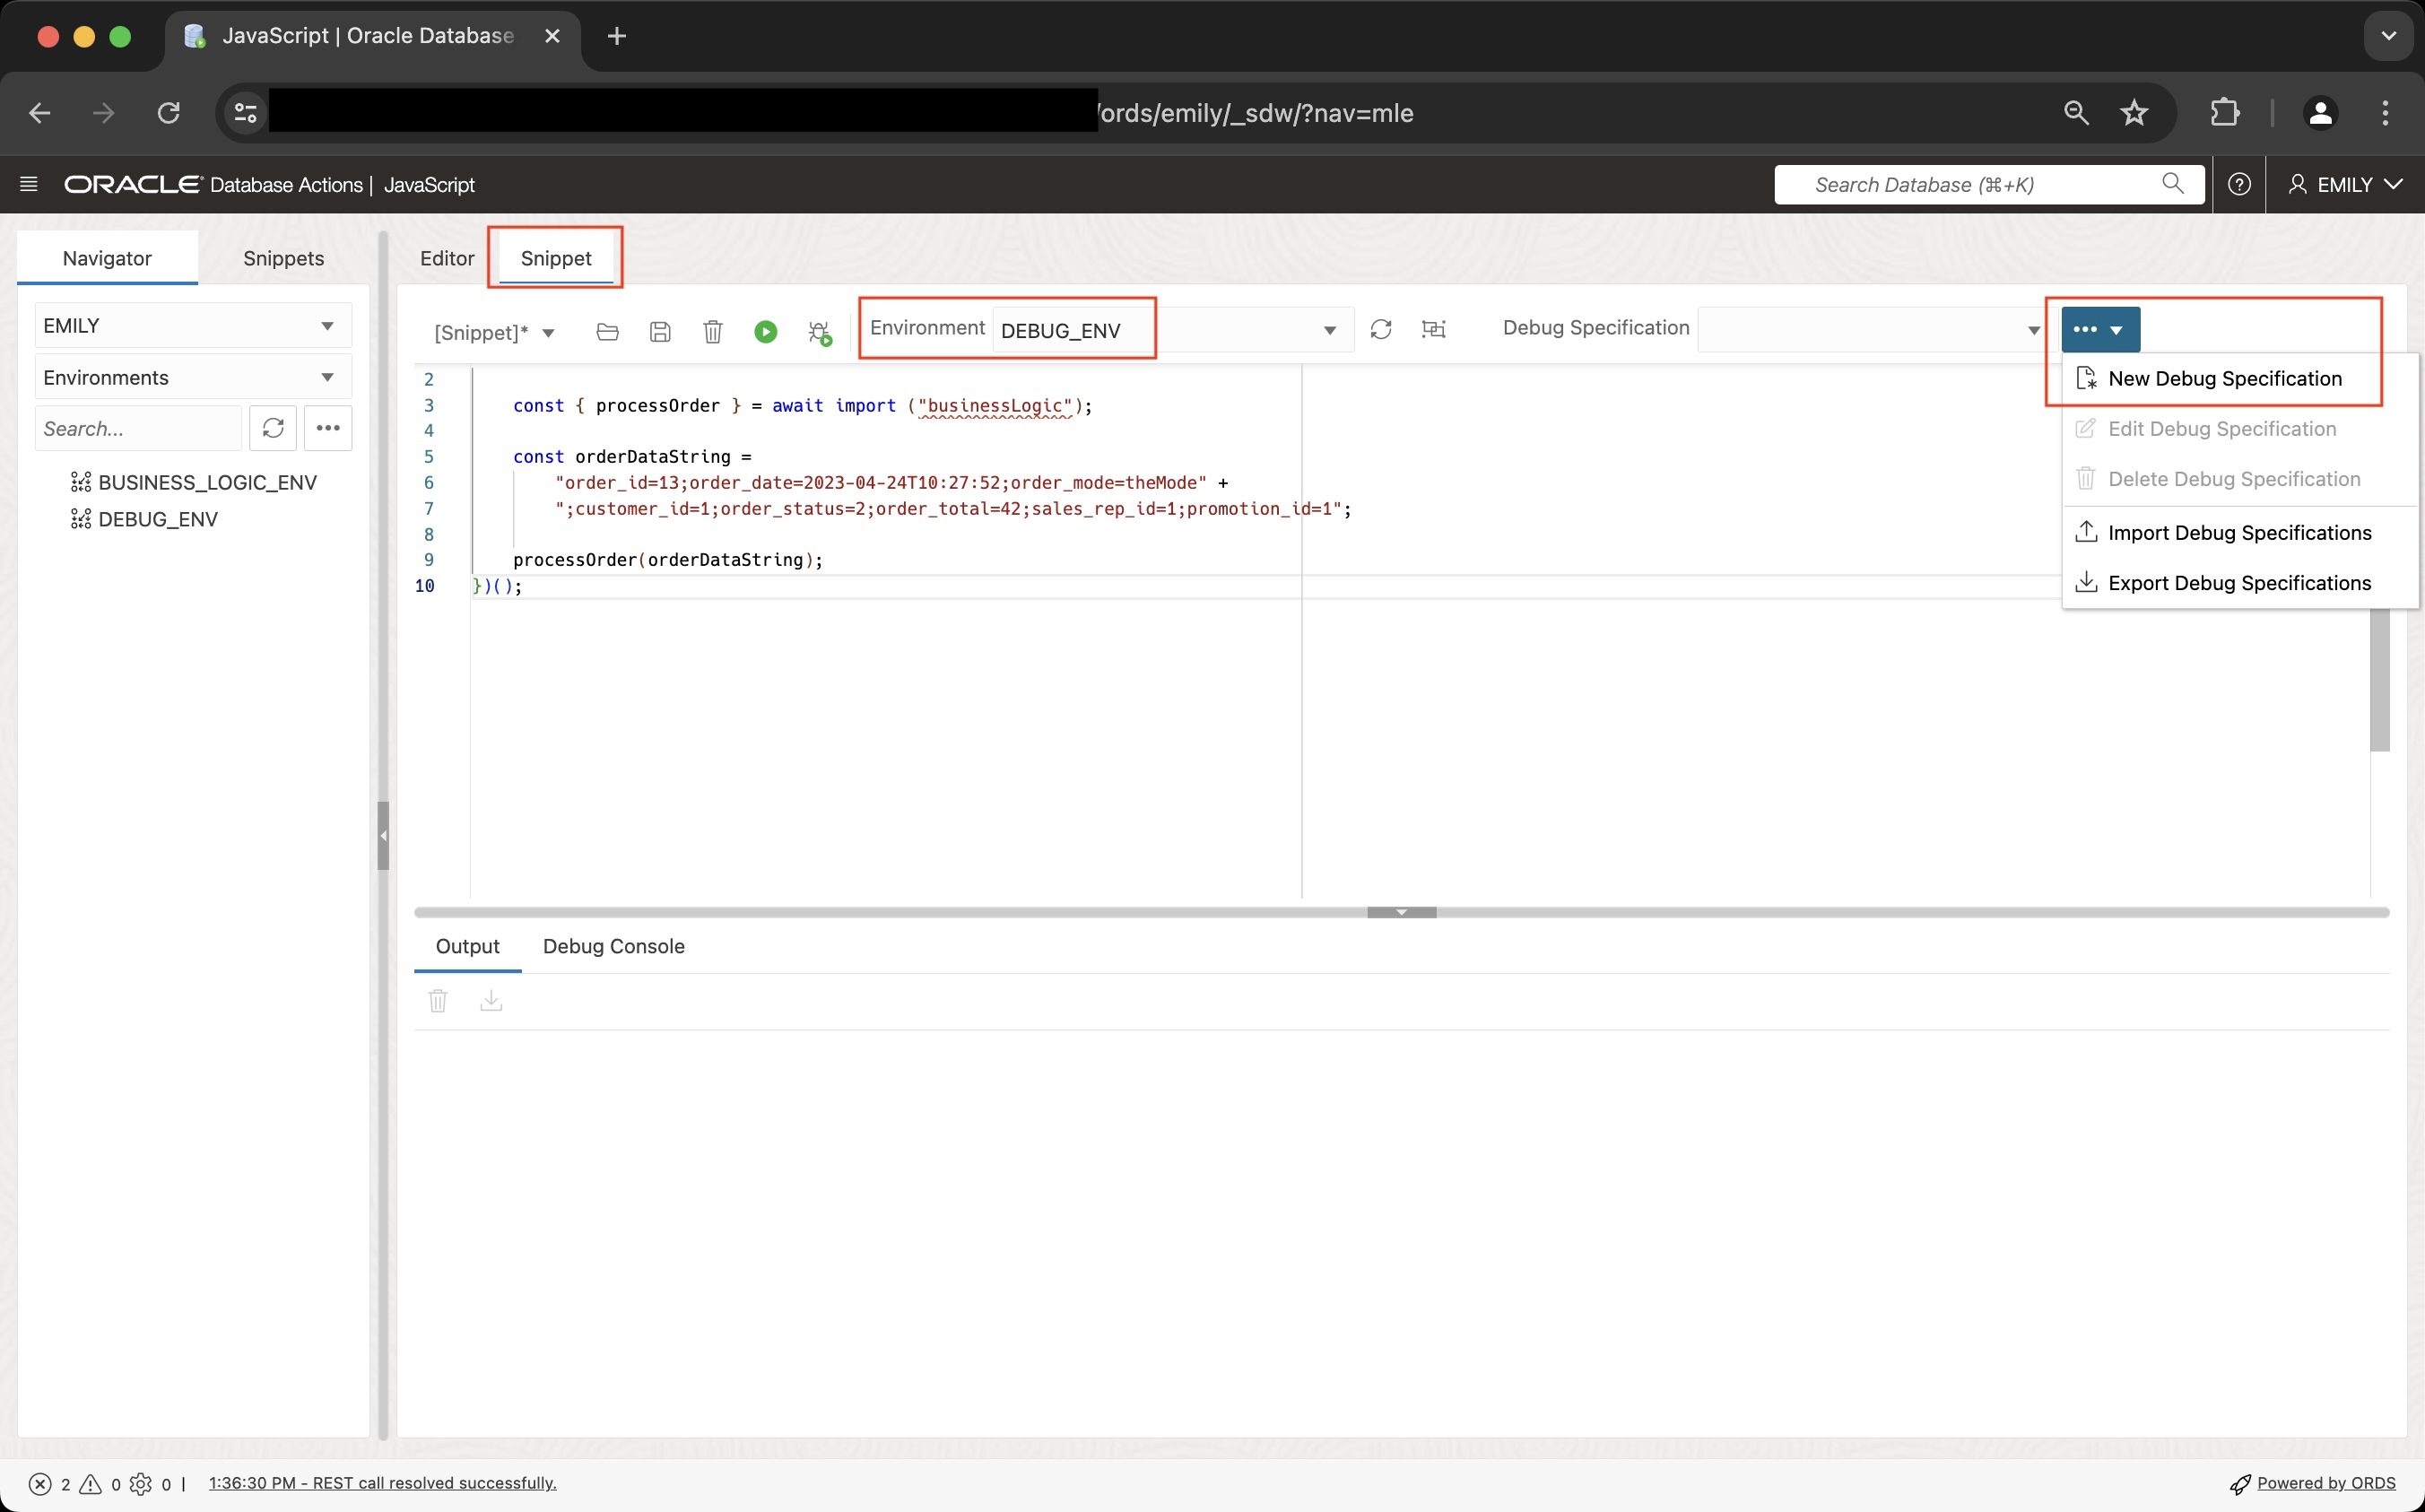 JavaScript | Oracle Database
/ords/emily/_sdw/?nav=mle
ORACLE Database Actions | JavaScript
Search Database (⌘+K)
EMILY
Navigator
Snippets
Editor
Snippet
EMILY
Environments
Search...
BUSINESS_LOGIC_ENV
DEBUG_ENV
[Snippet]*
Environment DEBUG_ENV
Debug Specification
New Debug Specification
Edit Debug Specification
Delete Debug Specification
Import Debug Specifications
Export Debug Specifications
2
3 const { processOrder } = await import ("businessLogic");
4
5 const orderDataString =
6 "order_id=13;order_date=2023-04-24T10:27:52;order_mode=theMode" +
7 ";customer_id=1;order_status=2;order_total=42;sales_rep_id=1;promotion_id=1";
8
9 processOrder(orderDataString);
10 })();
Output
Debug Console
2 0 0 | 1:36:30 PM - REST call resolved successfully.
Powered by ORDS